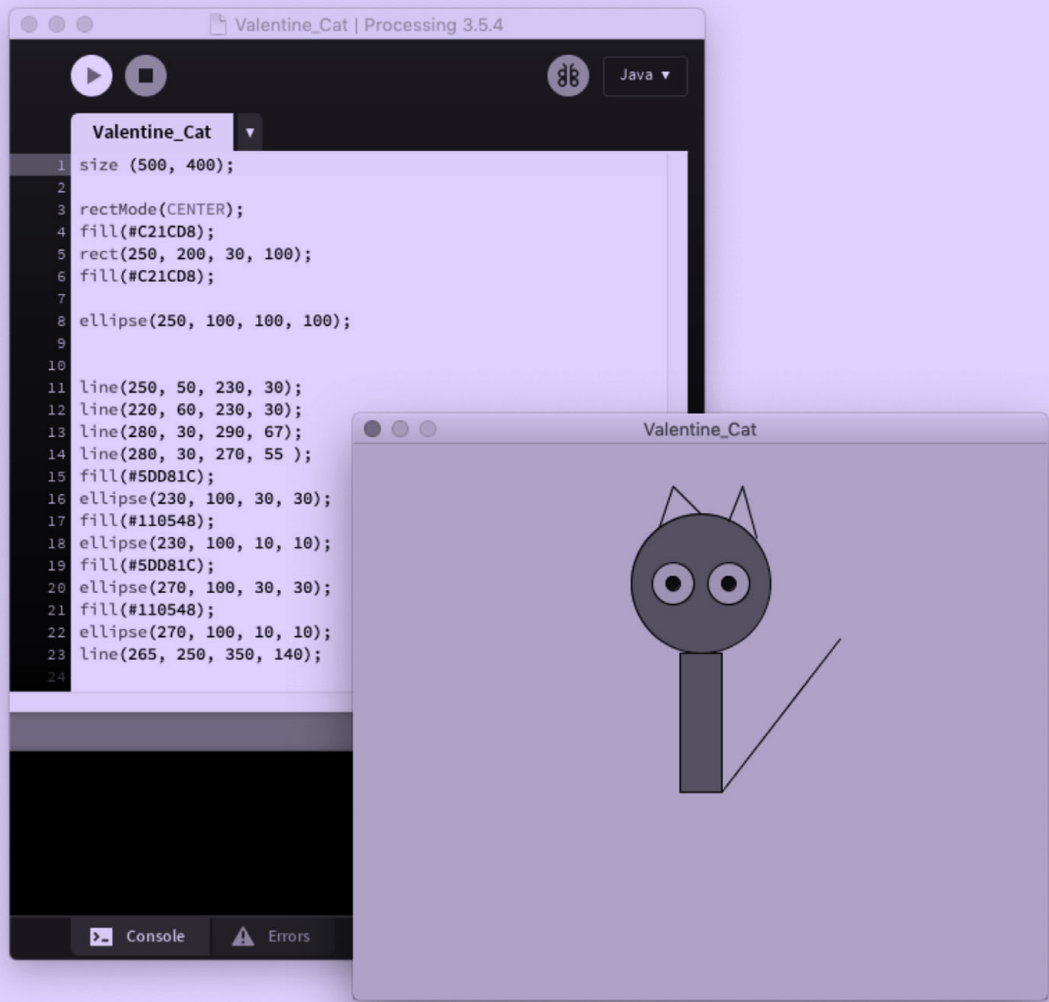 Valentine_Cat | Processing 3.5.4
Java ▼
Valentine_Cat ▼
1 size (500, 400);
2
3 rectMode(CENTER);
4 fill(#C21CD8);
5 rect(250, 200, 30, 100);
6 fill(#C21CD8);
7
8 ellipse(250, 100, 100, 100);
9
10
11 line(250, 50, 230, 30);
12 line(220, 60, 230, 30);
13 line(280, 30, 290, 67);
14 line(280, 30, 270, 55 );
15 fill(#5DD81C);
16 ellipse(230, 100, 30, 30);
17 fill(#110548);
18 ellipse(230, 100, 10, 10);
19 fill(#5DD81C);
20 ellipse(270, 100, 30, 30);
21 fill(#110548);
22 ellipse(270, 100, 10, 10);
23 line(265, 250, 350, 140);
24
Valentine_Cat
Console
Errors